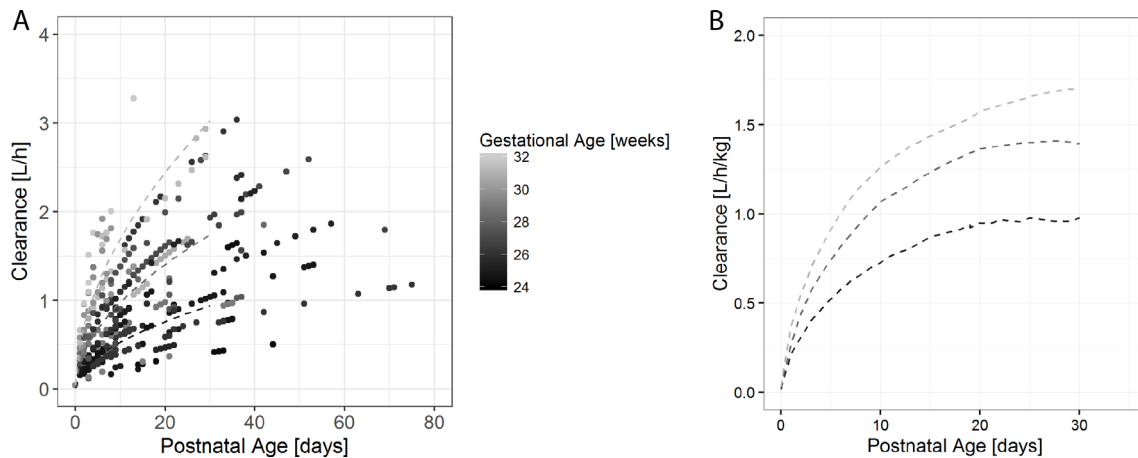 A
Clearance [L/h]
4
3
2
1
0
0 20 40 60 80
Postnatal Age [days]
Gestational Age [weeks]
32
30
28
26
24
B
Clearance [L/h/kg]
2.0
1.5
1.0
0.5
0.0
0 10 20 30
Postnatal Age [days]